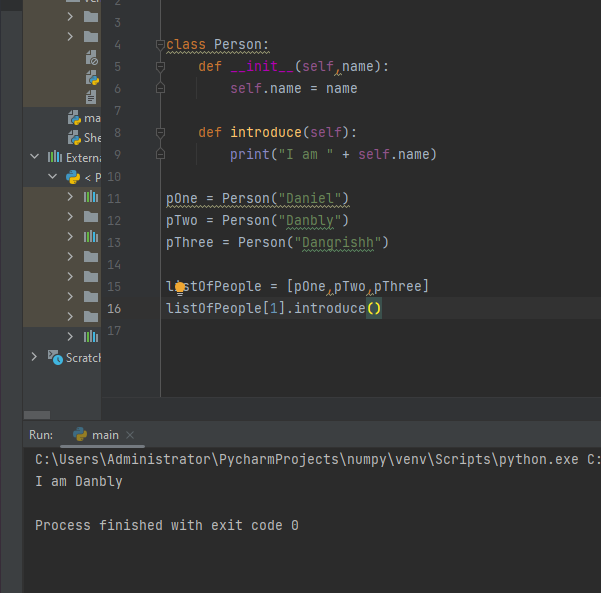 2
3
4 class Person:
5 def __init__(self,name):
6 self.name = name
7
8 def introduce(self):
9 print("I am " + self.name)
10
11 pOne = Person("Daniel")
12 pTwo = Person("Danbly")
13 pThree = Person("Dangrishh")
14
15 listOfPeople = [pOne,pTwo,pThree]
16 listOfPeople[1].introduce()
17
ma
She
External
< P
Scratch
Run: main
C:\Users\Administrator\PycharmProjects\numpy\venv\Scripts\python.exe C:
I am Danbly
Process finished with exit code 0